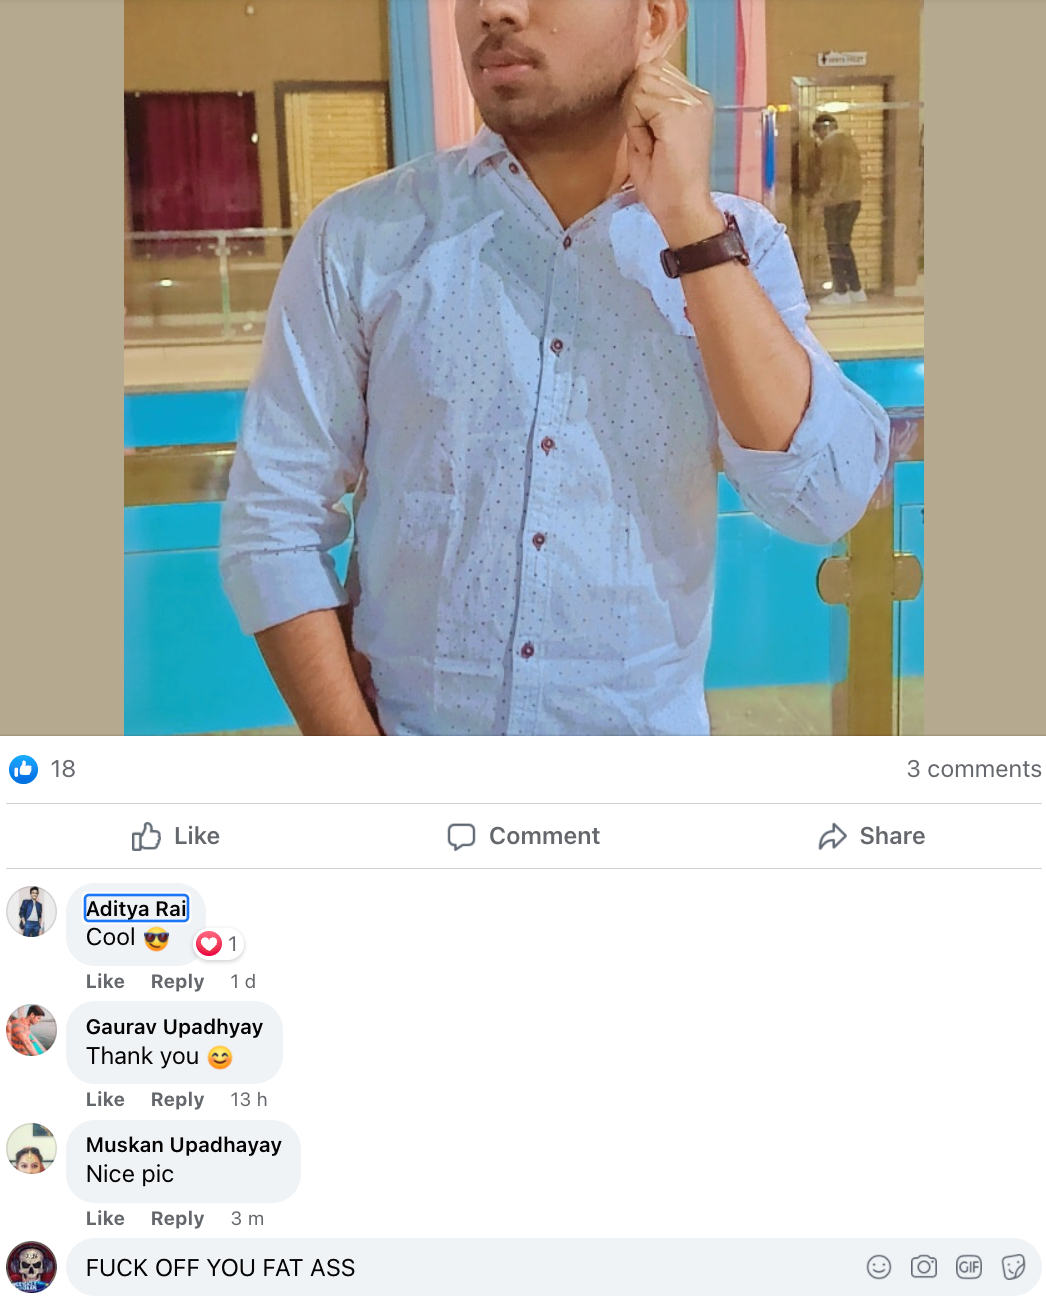 18
3 comments
Like
Comment
Share
Aditya Rai
Cool 😎
1
Like Reply 1 d
Gaurav Upadhyay
Thank you 😊
Like Reply 13 h
Muskan Upadhayay
Nice pic
Like Reply 3 m
FUCK OFF YOU FAT ASS
GIF